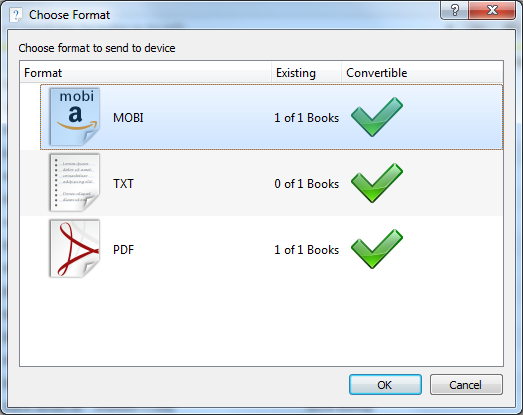 Choose Format
Choose format to send to device
Format Existing Convertible
mobi
a
MOBI 1 of 1 Books
TXT 0 of 1 Books
PDF 1 of 1 Books
OK Cancel